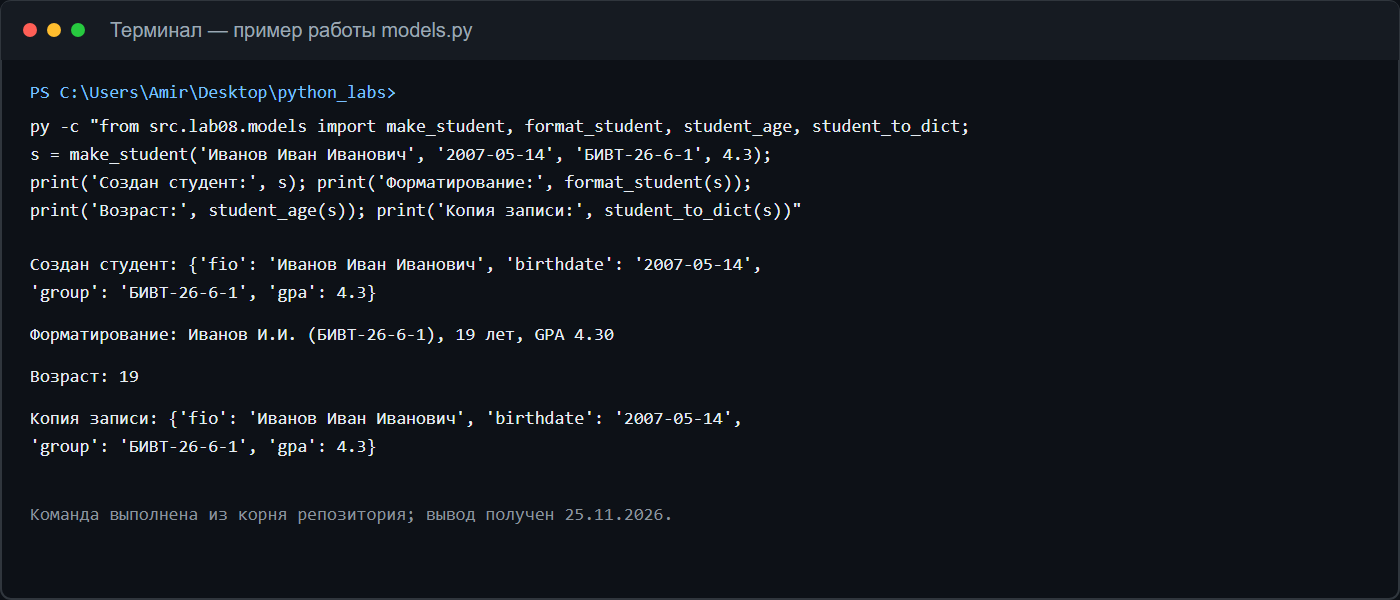 Терминал — пример работы models.py
PS C:\Users\Amir\Desktop\python_labs>
py -c "from src.lab08.models import make_student, format_student, student_age, student_to_dict;
s = make_student('Иванов Иван Иванович', '2007-05-14', 'БИВТ-26-6-1', 4.3);
print('Создан студент:', s); print('Форматирование:', format_student(s));
print('Возраст:', student_age(s)); print('Копия записи:', student_to_dict(s))"
Создан студент: {'fio': 'Иванов Иван Иванович', 'birthdate': '2007-05-14',
'group': 'БИВТ-26-6-1', 'gpa': 4.3}
Форматирование: Иванов И.И. (БИВТ-26-6-1), 19 лет, GPA 4.30
Возраст: 19
Копия записи: {'fio': 'Иванов Иван Иванович', 'birthdate': '2007-05-14',
'group': 'БИВТ-26-6-1', 'gpa': 4.3}
Команда выполнена из корня репозитория; вывод получен 25.11.2026.